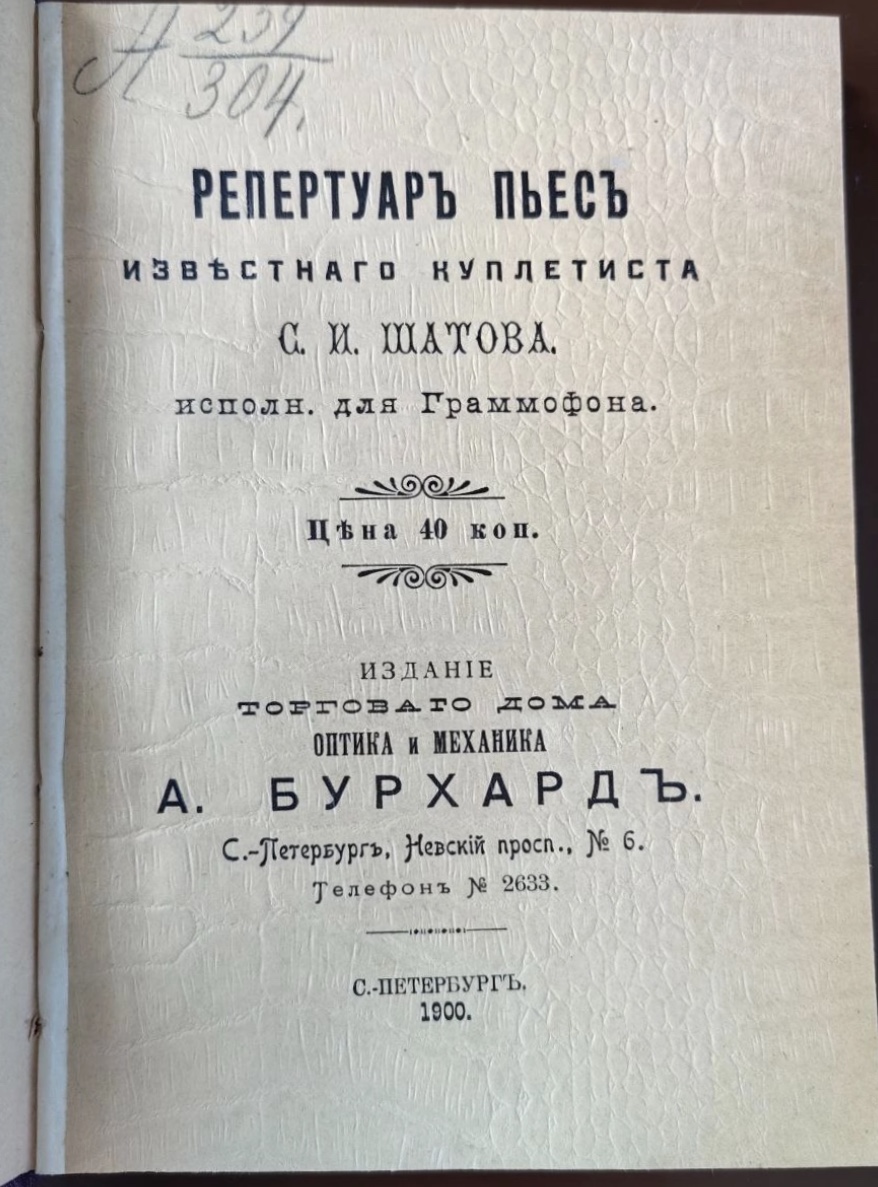 А 239
304.
РЕПЕРТУАРЪ ПЬЕСЪ
ИЗВѢСТНАГО КУПЛЕТИСТА
С. И. ШАТОВА.
исполн. для Граммофона.
Цѣна 40 коп.
ИЗДАНІЕ
ТОРГОВАГО ДОМА
ОПТИКА и МЕХАНИКА
А. БУРХАРДЪ.
С.-Петербургъ, Невскій просп., № 6.
Телефонъ № 2633.
С.-ПЕТЕРБУРГЪ.
1900.